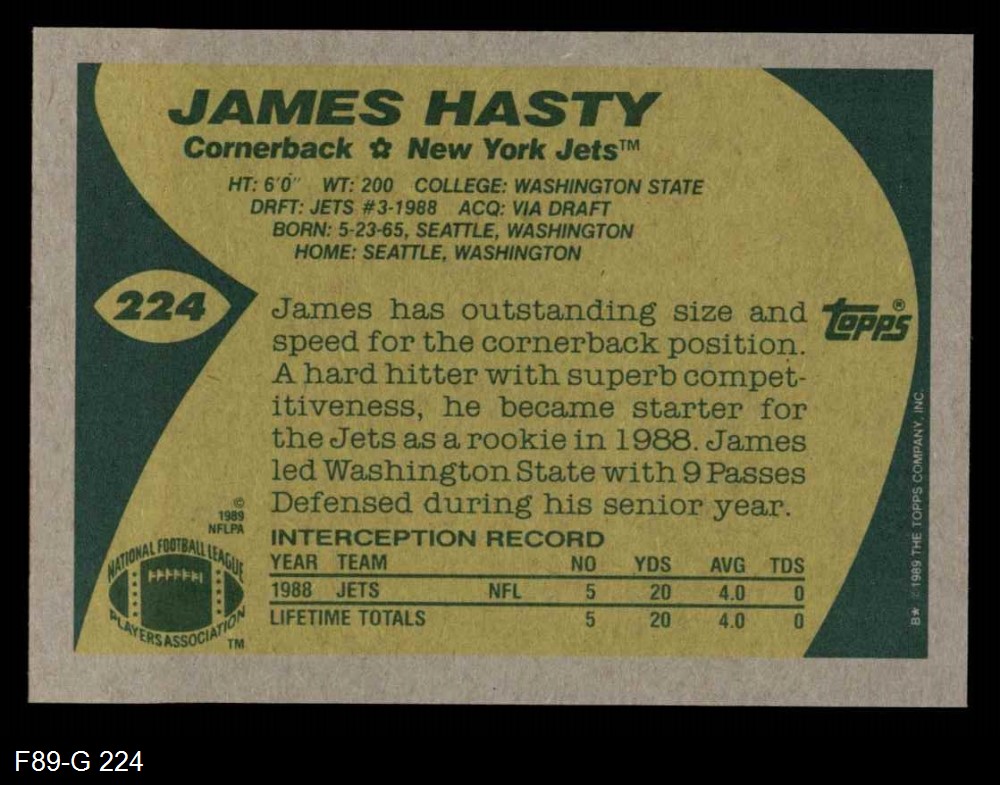 JAMES HASTY
Cornerback ✩ New York Jets™
HT: 6'0" WT: 200 COLLEGE: WASHINGTON STATE
DRFT: JETS #3-1988 ACQ: VIA DRAFT
BORN: 5-23-65, SEATTLE, WASHINGTON
HOME: SEATTLE, WASHINGTON
224
James has outstanding size and
speed for the cornerback position.
A hard hitter with superb compet-
itiveness, he became starter for
the Jets as a rookie in 1988. James
led Washington State with 9 Passes
Defensed during his senior year.
topps®
INTERCEPTION RECORD
YEAR TEAM NO YDS AVG TDS
1988 JETS NFL 5 20 4.0 0
LIFETIME TOTALS 5 20 4.0 0
©
1989
NFLPA
NATIONAL FOOTBALL LEAGUE
PLAYERS ASSOCIATION
TM
B★ © 1989 THE TOPPS COMPANY, INC.
F89-G 224